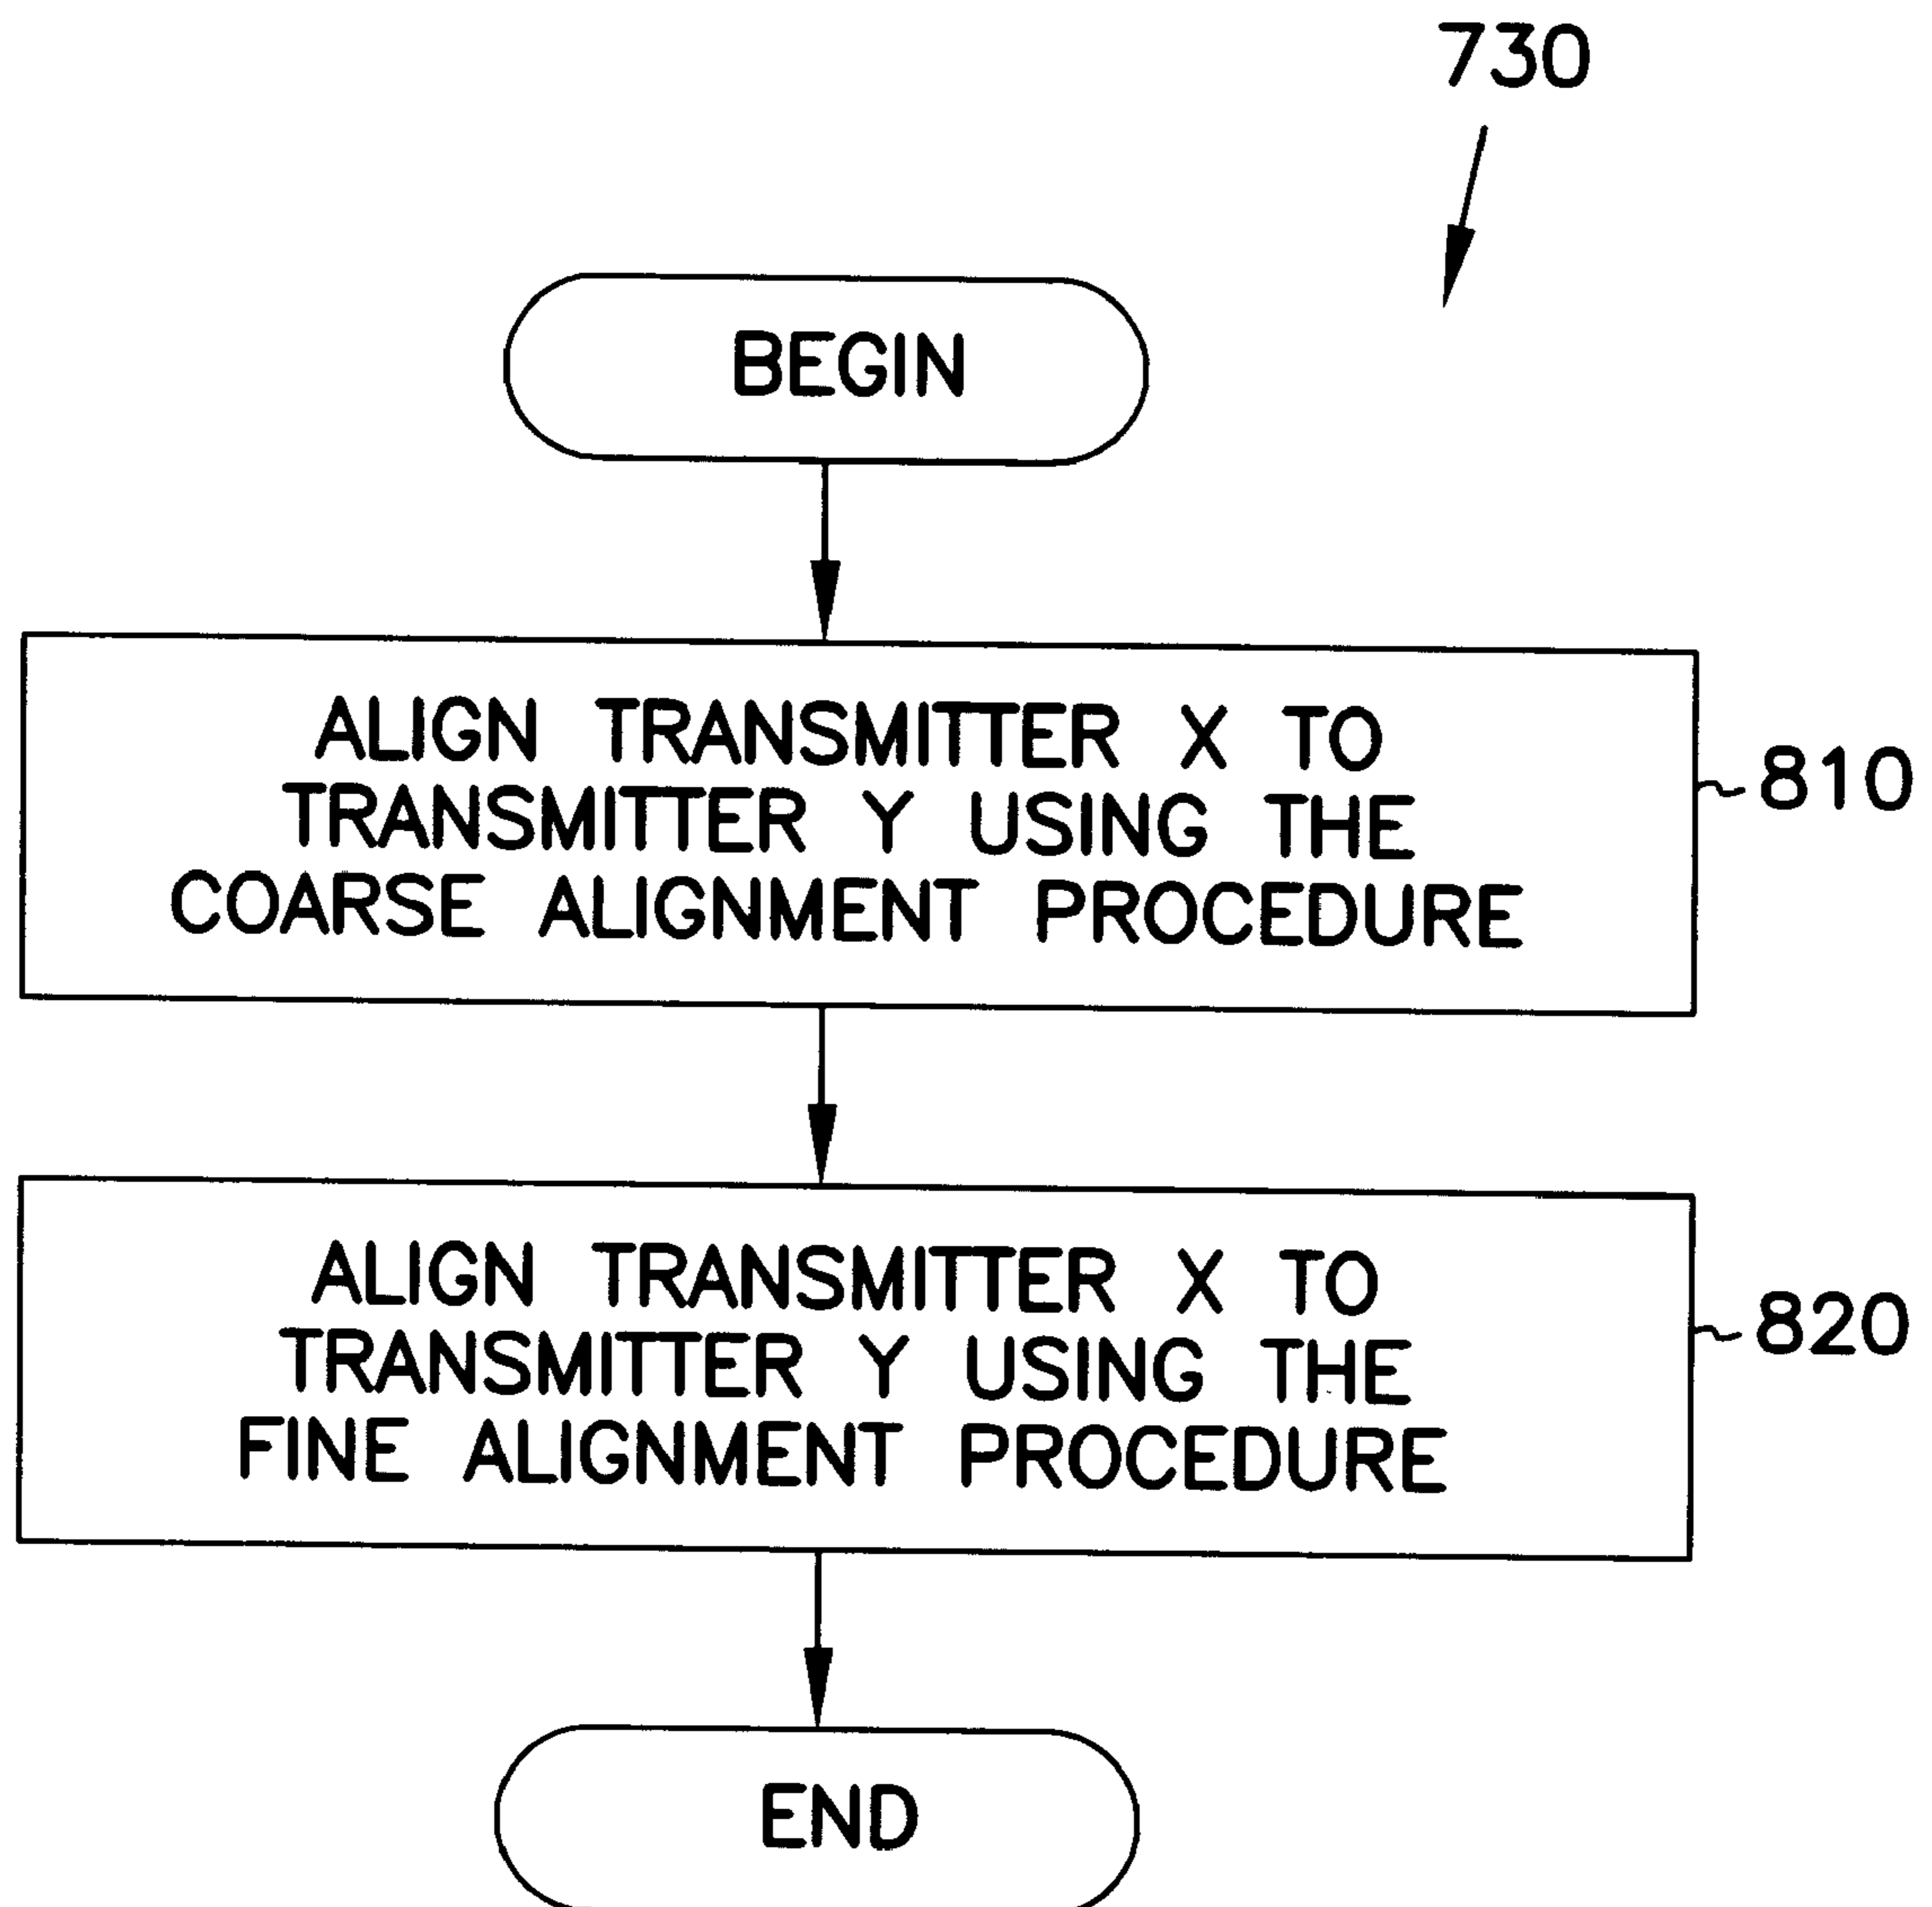 730
BEGIN
ALIGN TRANSMITTER X TO
TRANSMITTER Y USING THE
COARSE ALIGNMENT PROCEDURE
810
ALIGN TRANSMITTER X TO
TRANSMITTER Y USING THE
FINE ALIGNMENT PROCEDURE
820
END